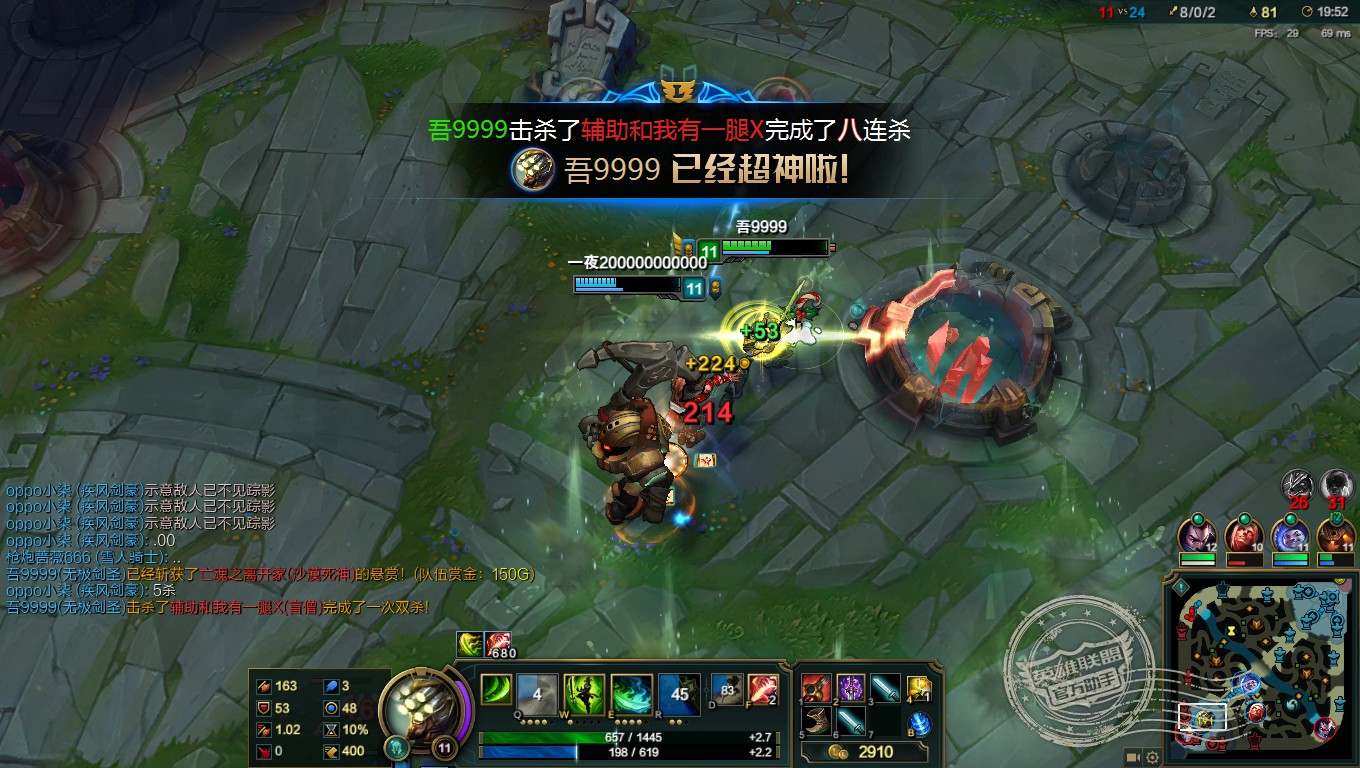 11 vs 24 8/0/2 81 19:52
FPS: 29 69 ms
L
吾9999击杀了辅助和我有一腿X完成了八连杀
吾9999 已经超神啦!
吾9999
11
一夜200000000000
11
+53
+224
214
oppo小柒 (疾风剑豪)示意敌人已不见踪影
oppo小柒 (疾风剑豪)示意敌人已不见踪影
oppo小柒 (疾风剑豪)示意敌人已不见踪影
oppo小柒 (疾风剑豪): .00
枪炮蔷薇666 (雪人骑士): ..
吾9999(无极剑圣)已经斩获了亡魂之离开家(沙漠死神)的悬赏! (队伍赏金: 150G)
oppo小柒 (疾风剑豪): 5杀
吾9999(无极剑圣)击杀了辅助和我有一腿X(盲僧)完成了一次双杀!
26 31
12 10 11
680
163 3
53 48
1.02 10%
0 400
11
4 45 83 2
Q W E R D F
657 / 1445 +2.7
198 / 619 +2.2
1 2 3 4 1
5 6 7 B
2910
英雄联盟
官方助手